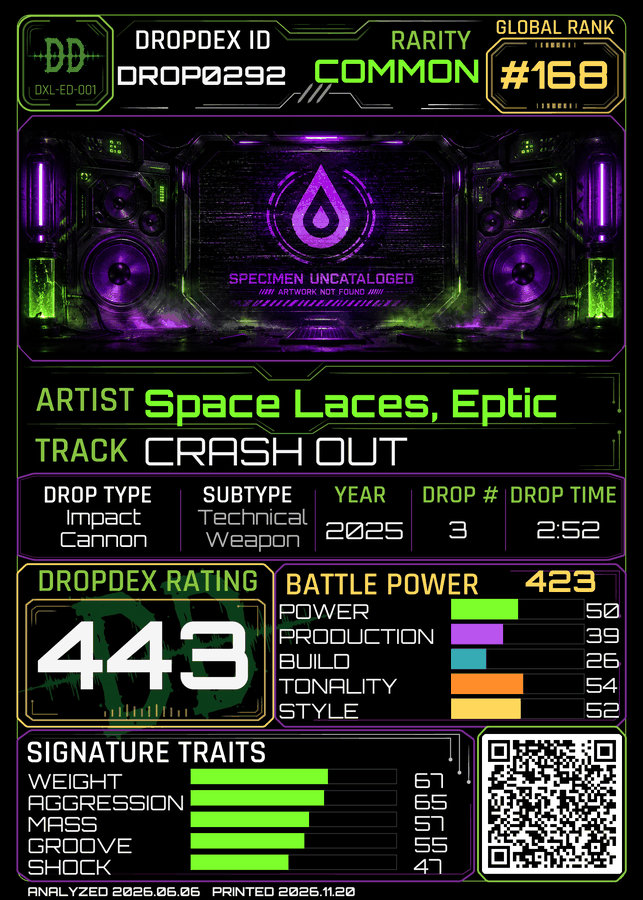 DD
DXL-ED-001
DROPDEX ID
DROP0292
RARITY
COMMON
GLOBAL RANK
#168
SPECIMEN UNCATALOGED
ARTWORK NOT FOUND
ARTIST Space Laces, Eptic
TRACK CRASH OUT
DROP TYPE
Impact
Cannon
SUBTYPE
Technical
Weapon
YEAR
2025
DROP #
3
DROP TIME
2:52
DROPDEX RATING
443
BATTLE POWER 423
POWER 50
PRODUCTION 39
BUILD 26
TONALITY 54
STYLE 52
SIGNATURE TRAITS
WEIGHT 67
AGGRESSION 65
MASS 57
GROOVE 55
SHOCK 47
ANALYZED 2026.06.06 PRINTED 2026.11.20